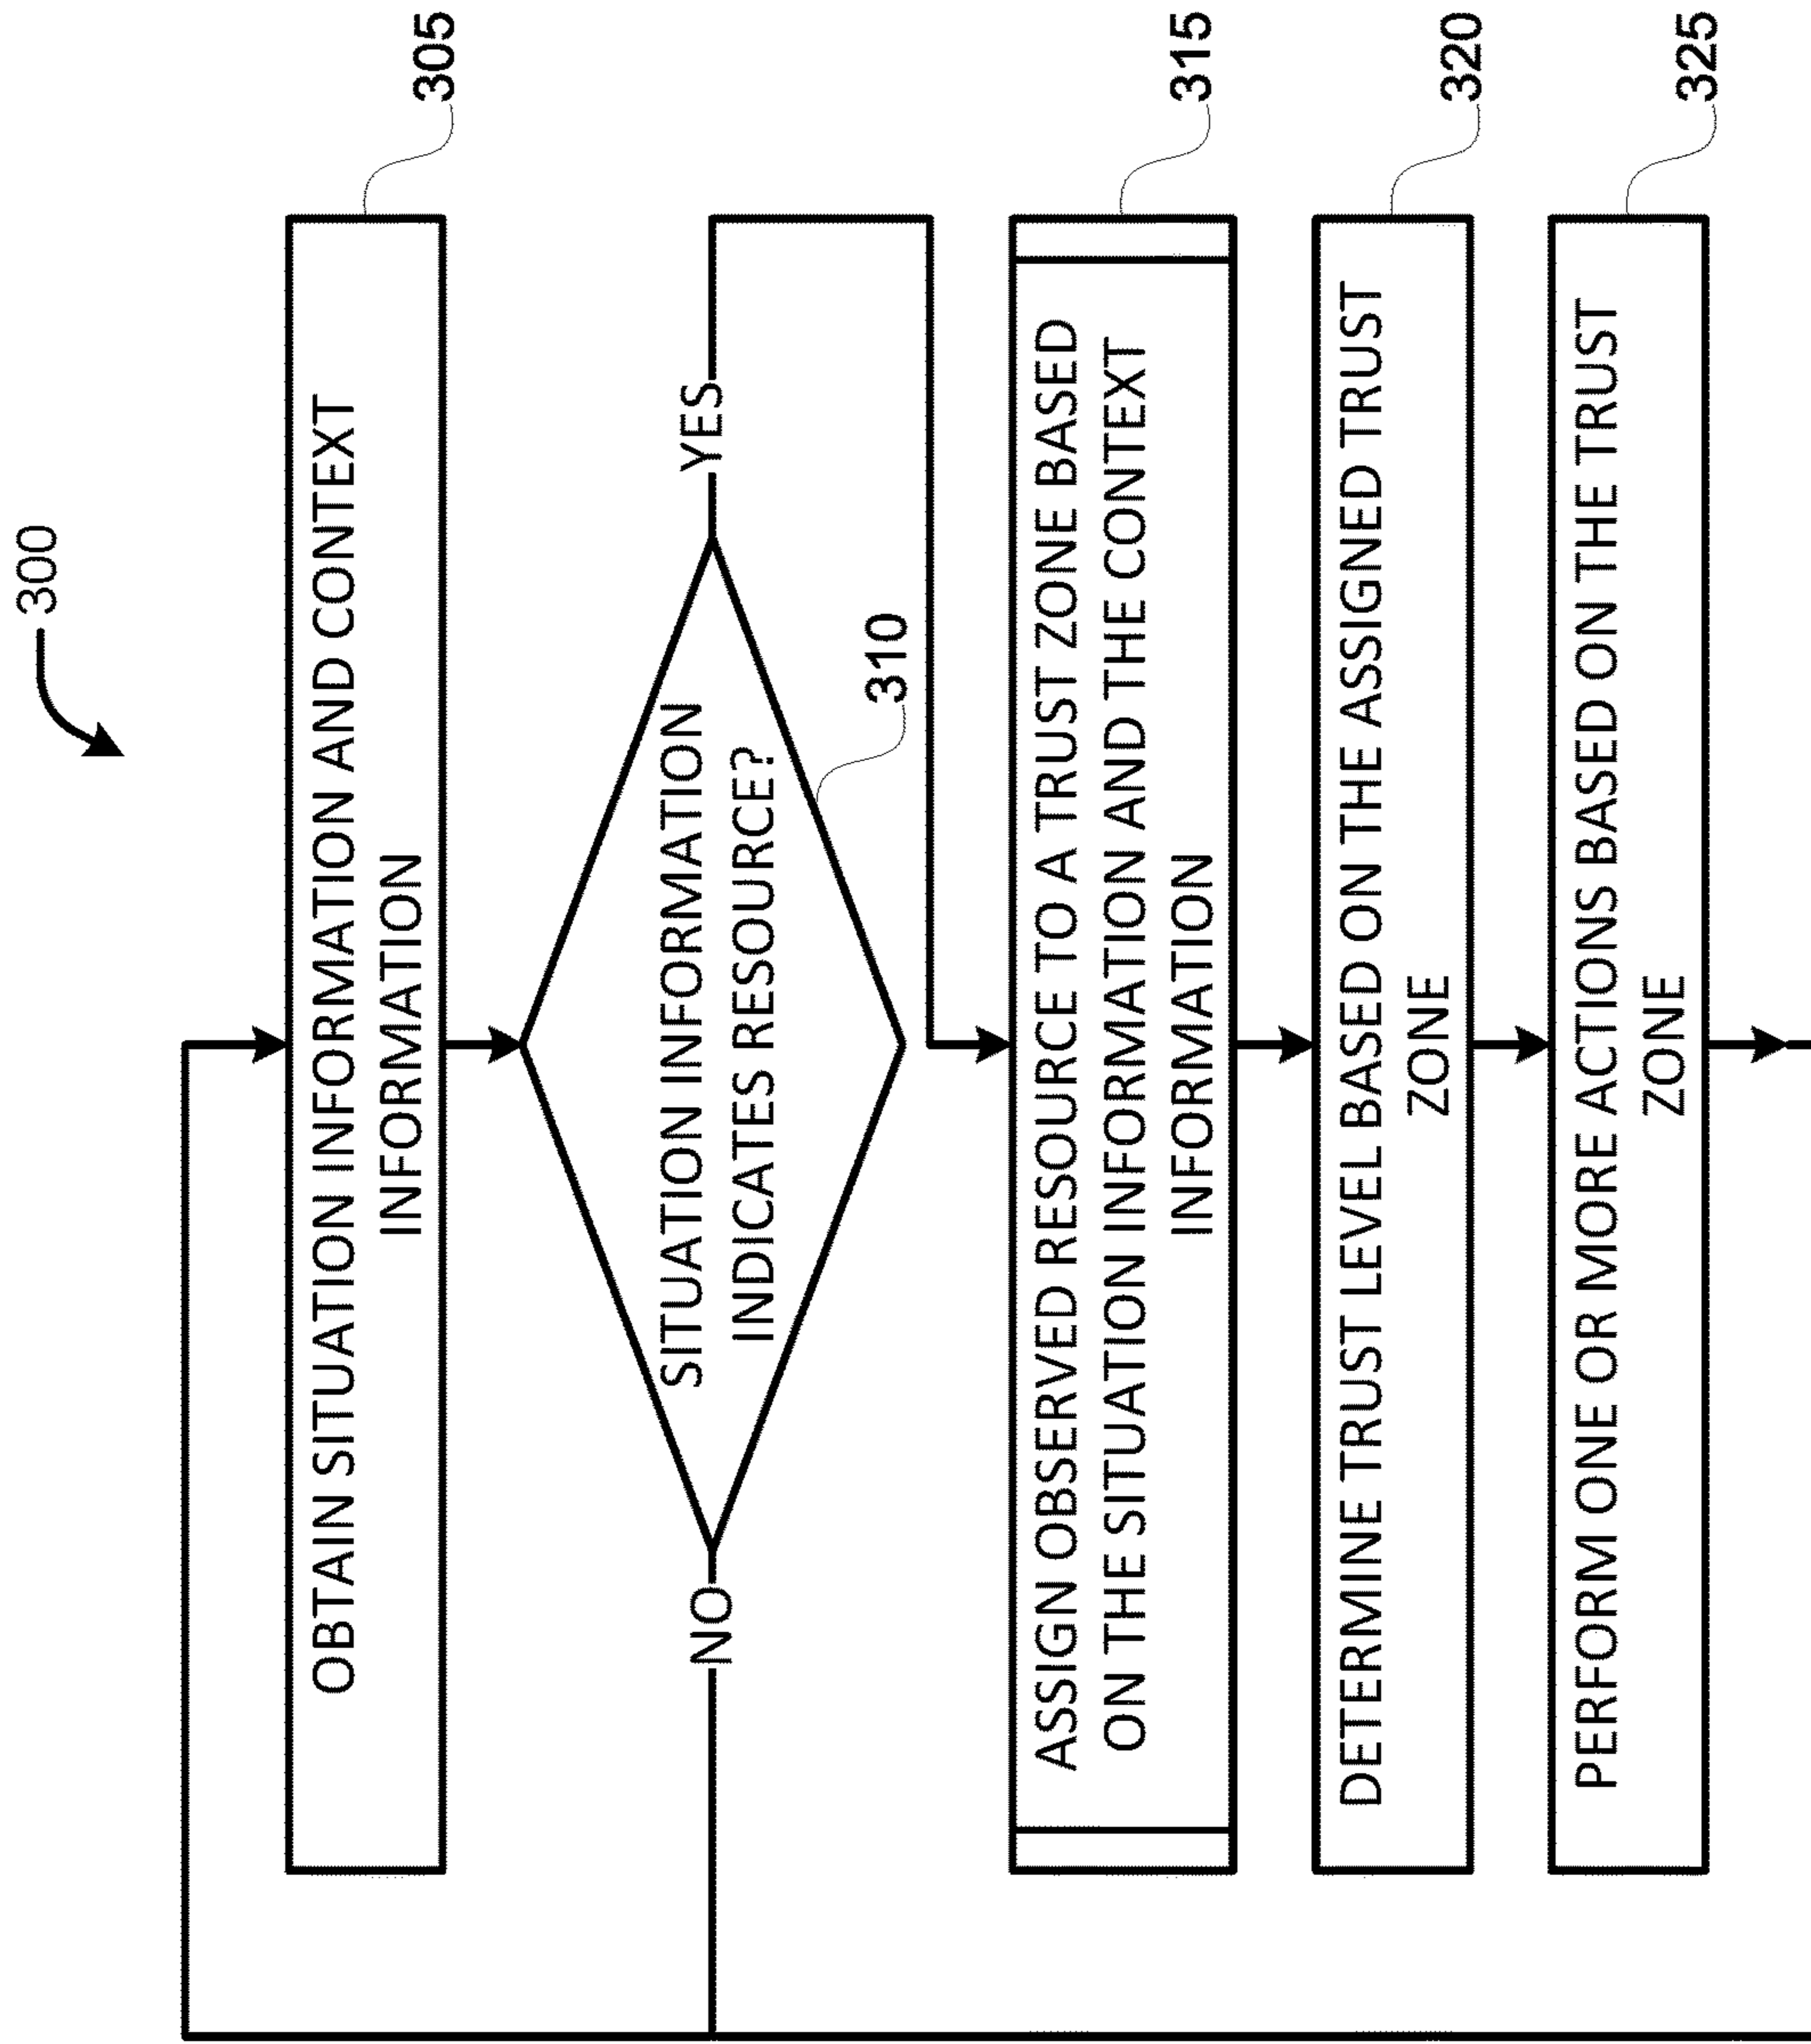 300
OBTAIN SITUATION INFORMATION AND CONTEXT
INFORMATION
305
SITUATION INFORMATION
INDICATES RESOURCE?
NO
YES
310
ASSIGN OBSERVED RESOURCE TO A TRUST ZONE BASED
ON THE SITUATION INFORMATION AND THE CONTEXT
INFORMATION
315
DETERMINE TRUST LEVEL BASED ON THE ASSIGNED TRUST
ZONE
320
PERFORM ONE OR MORE ACTIONS BASED ON THE TRUST
ZONE
325